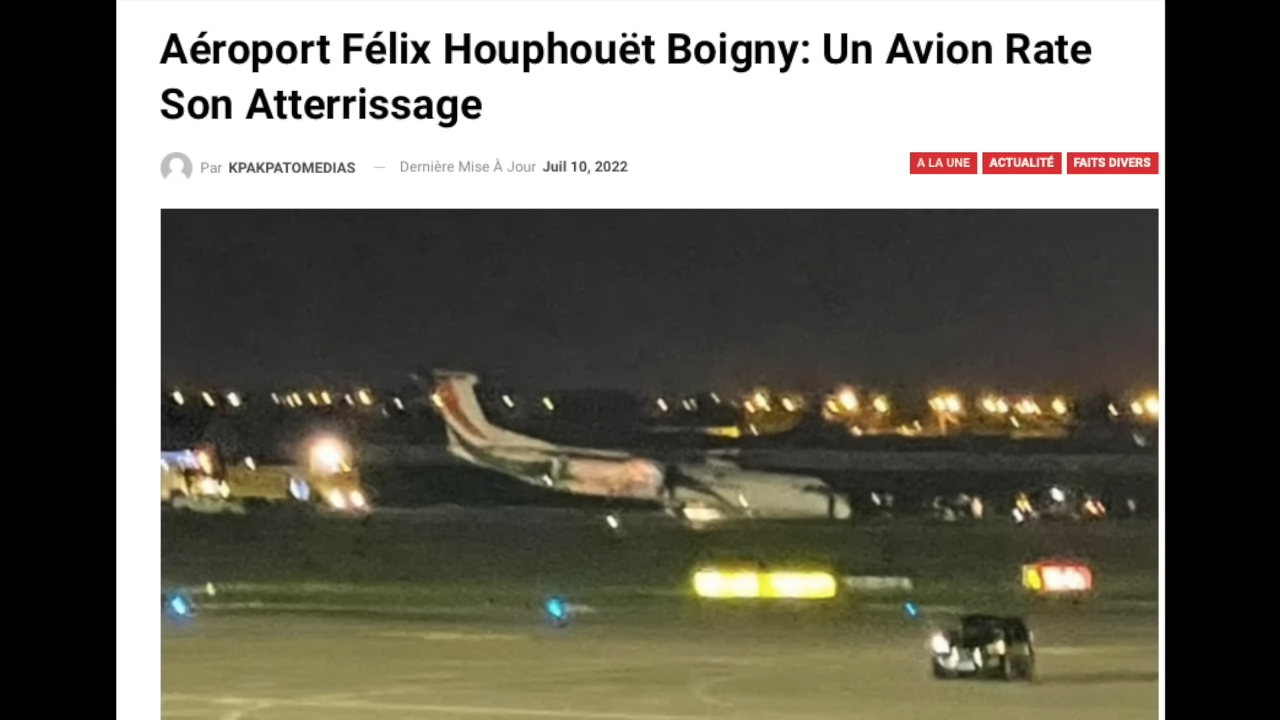 Aéroport Félix Houphouët Boigny: Un Avion Rate
Son Atterrissage
Par KPAKPATOMEDIAS — Dernière Mise À Jour Juil 10, 2022
A LA UNE ACTUALITÉ FAITS DIVERS